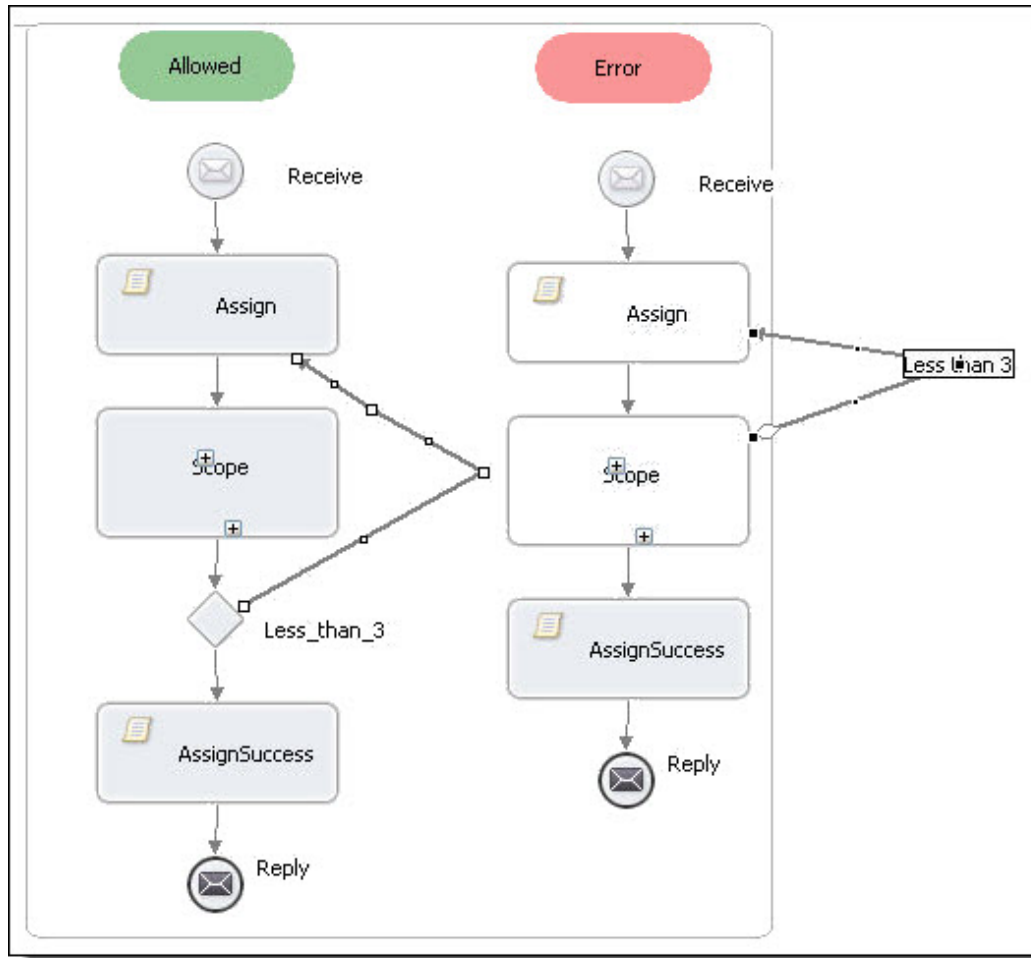 Allowed
Receive
Assign
Scope
Less_than_3
AssignSuccess
Reply
Error
Receive
Assign
Less than 3
Scope
AssignSuccess
Reply